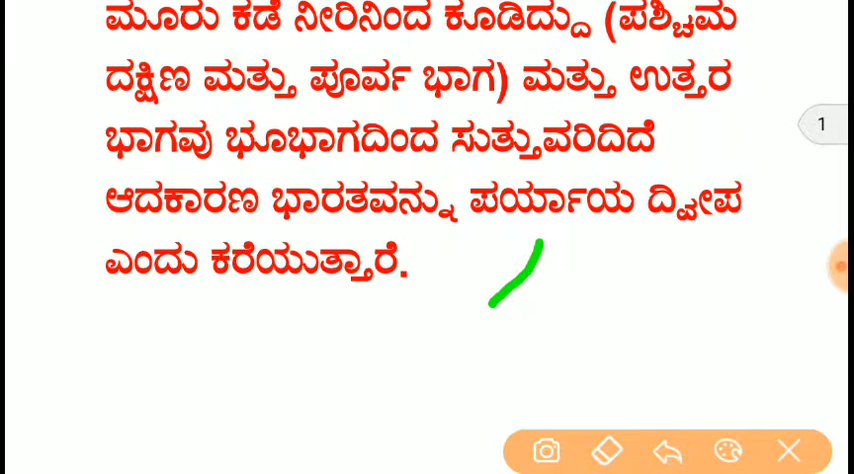 ಮೂರು ಕಡೆ ನೀರಿನಿಂದ ಕೂಡಿದ್ದು (ಪಶ್ಚಿಮ
ದಕ್ಷಿಣ ಮತ್ತು ಪೂರ್ವ ಭಾಗ) ಮತ್ತು ಉತ್ತರ
ಭಾಗವು ಭೂಭಾಗದಿಂದ ಸುತ್ತುವರಿದಿದೆ
ಆದಕಾರಣ ಭಾರತವನ್ನು ಪರ್ಯಾಯ ದ್ವೀಪ
ಎಂದು ಕರೆಯುತ್ತಾರೆ.
1